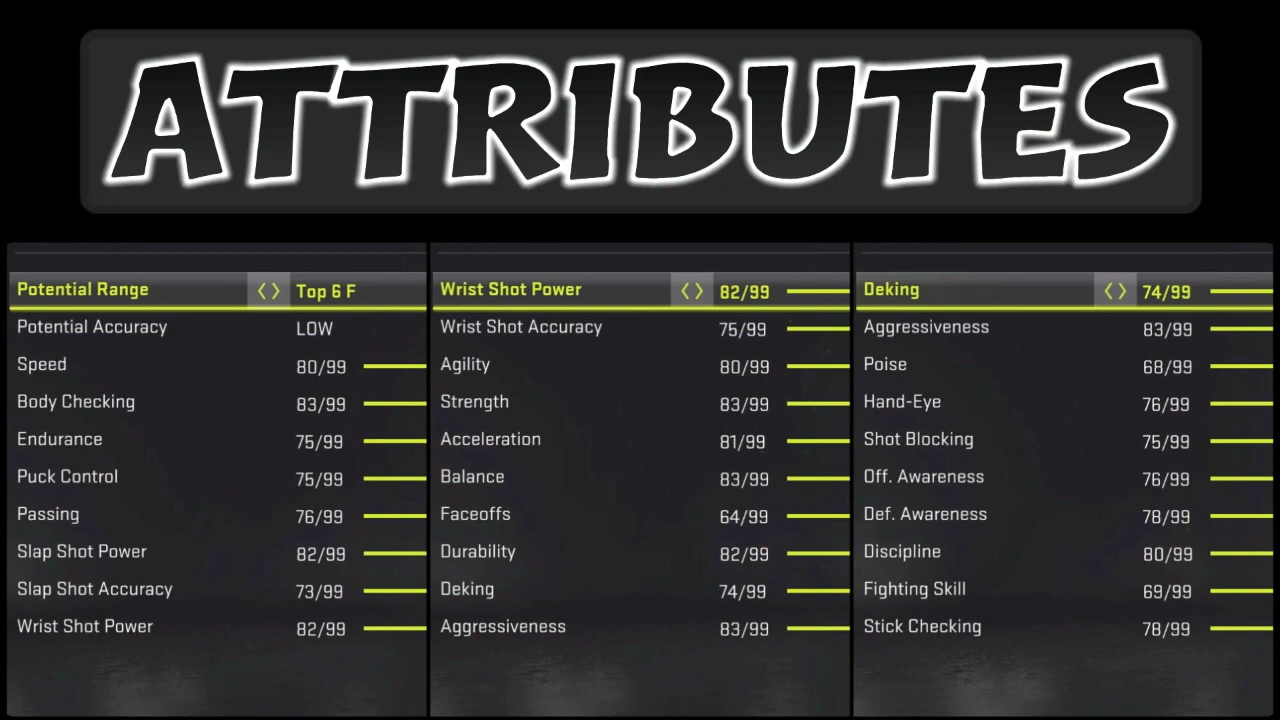 ATTRIBUTES
Potential Range <> Top 6 F
Potential Accuracy LOW
Speed 80/99
Body Checking 83/99
Endurance 75/99
Puck Control 75/99
Passing 76/99
Slap Shot Power 82/99
Slap Shot Accuracy 73/99
Wrist Shot Power 82/99
Wrist Shot Power <> 82/99
Wrist Shot Accuracy 75/99
Agility 80/99
Strength 83/99
Acceleration 81/99
Balance 83/99
Faceoffs 64/99
Durability 82/99
Deking 74/99
Aggressiveness 83/99
Deking <> 74/99
Aggressiveness 83/99
Poise 68/99
Hand-Eye 76/99
Shot Blocking 75/99
Off. Awareness 76/99
Def. Awareness 78/99
Discipline 80/99
Fighting Skill 69/99
Stick Checking 78/99